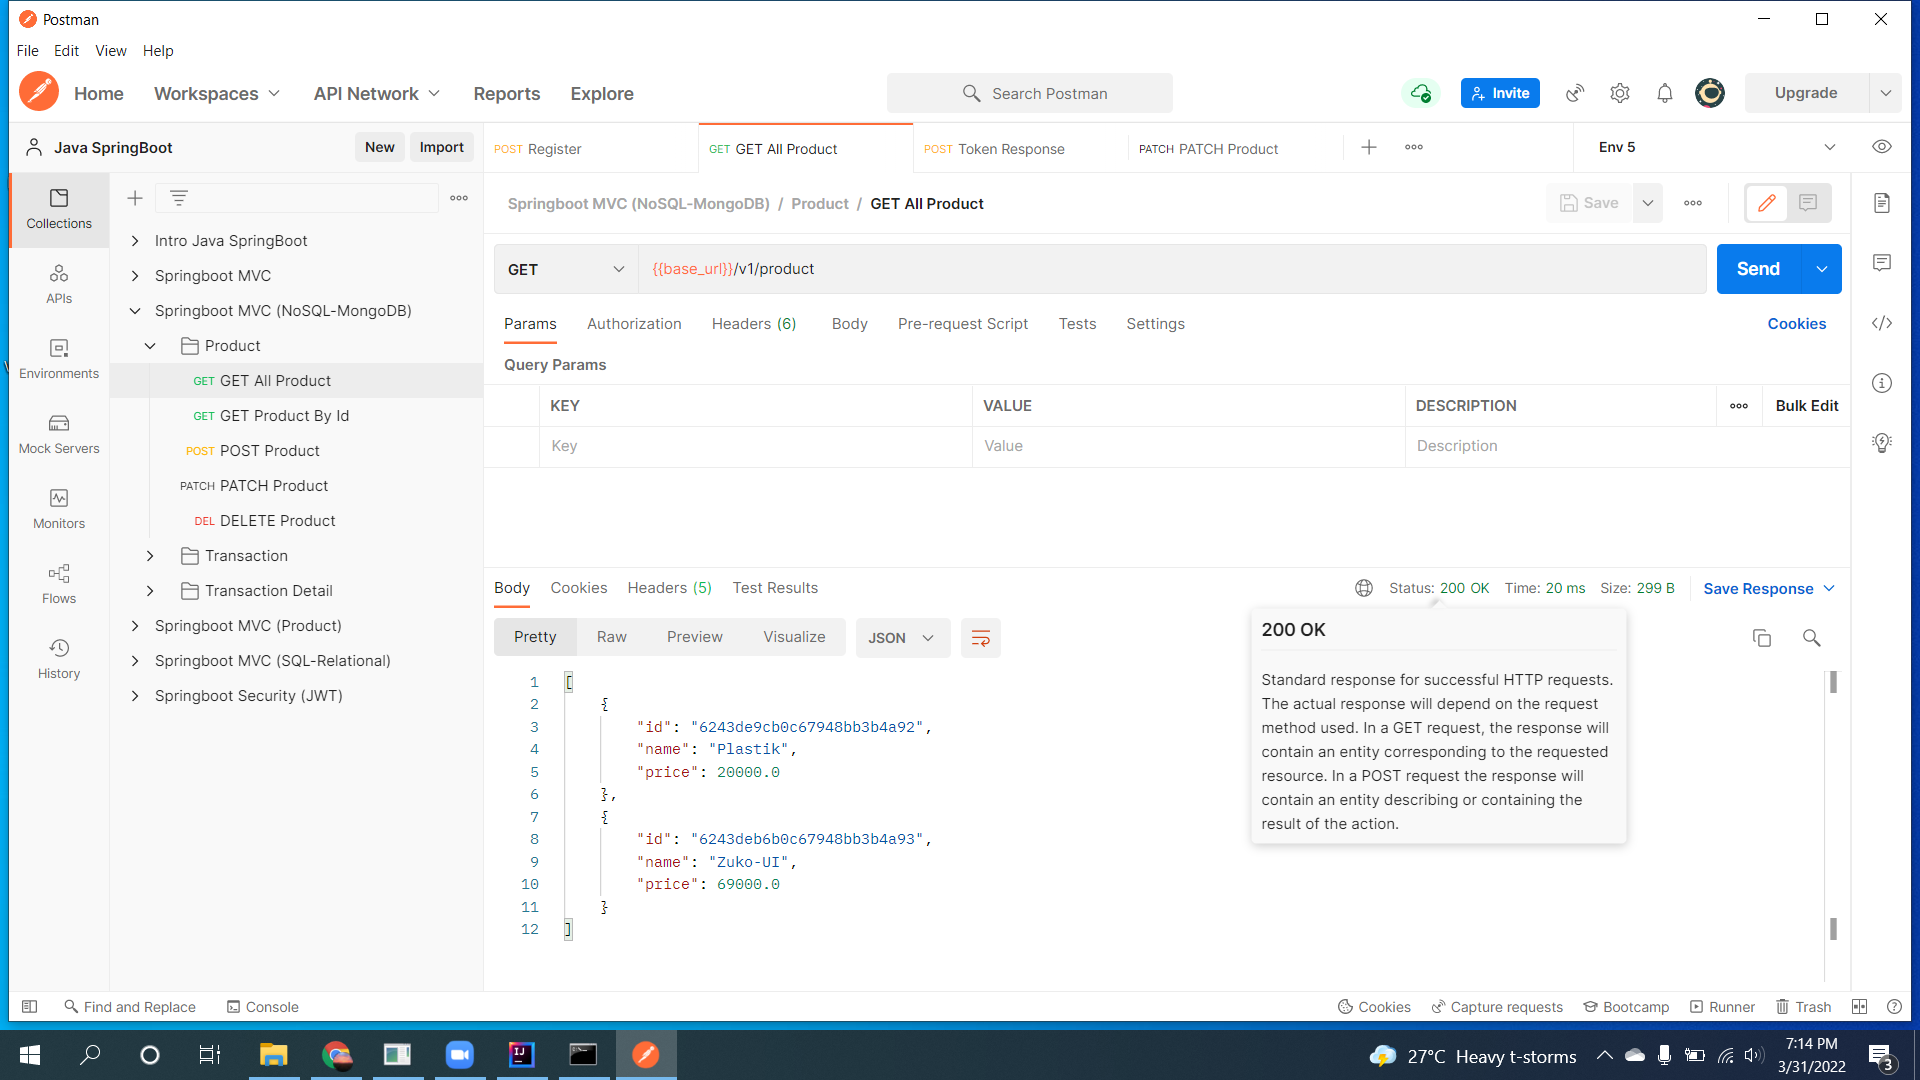 Postman
File Edit View Help
Home Workspaces API Network Reports Explore Search Postman Invite Upgrade
Java SpringBoot New Import POST Register GET GET All Product POST Token Response PATCH PATCH Product Env 5
Collections
APIs
Environments
Mock Servers
Monitors
Flows
History
Intro Java SpringBoot
Springboot MVC
Springboot MVC (NoSQL-MongoDB)
Product
GET GET All Product
GET GET Product By Id
POST POST Product
PATCH PATCH Product
DEL DELETE Product
Transaction
Transaction Detail
Springboot MVC (Product)
Springboot MVC (SQL-Relational)
Springboot Security (JWT)
Springboot MVC (NoSQL-MongoDB) / Product / GET All Product Save
GET {{base_url}}/v1/product Send
Params Authorization Headers (6) Body Pre-request Script Tests Settings Cookies
Query Params
KEY VALUE DESCRIPTION Bulk Edit
Key Value Description
Body Cookies Headers (5) Test Results Status: 200 OK Time: 20 ms Size: 299 B Save Response
Pretty Raw Preview Visualize JSON
1 [
2 {
3 "id": "6243de9cb0c67948bb3b4a92",
4 "name": "Plastik",
5 "price": 20000.0
6 },
7 {
8 "id": "6243deb6b0c67948bb3b4a93",
9 "name": "Zuko-UI",
10 "price": 69000.0
11 }
12 ]
200 OK
Standard response for successful HTTP requests.
The actual response will depend on the request
method used. In a GET request, the response will
contain an entity corresponding to the requested
resource. In a POST request the response will
contain an entity describing or containing the
result of the action.
Find and Replace Console Cookies Capture requests Bootcamp Runner Trash
27°C Heavy t-storms 7:14 PM
3/31/2022 3